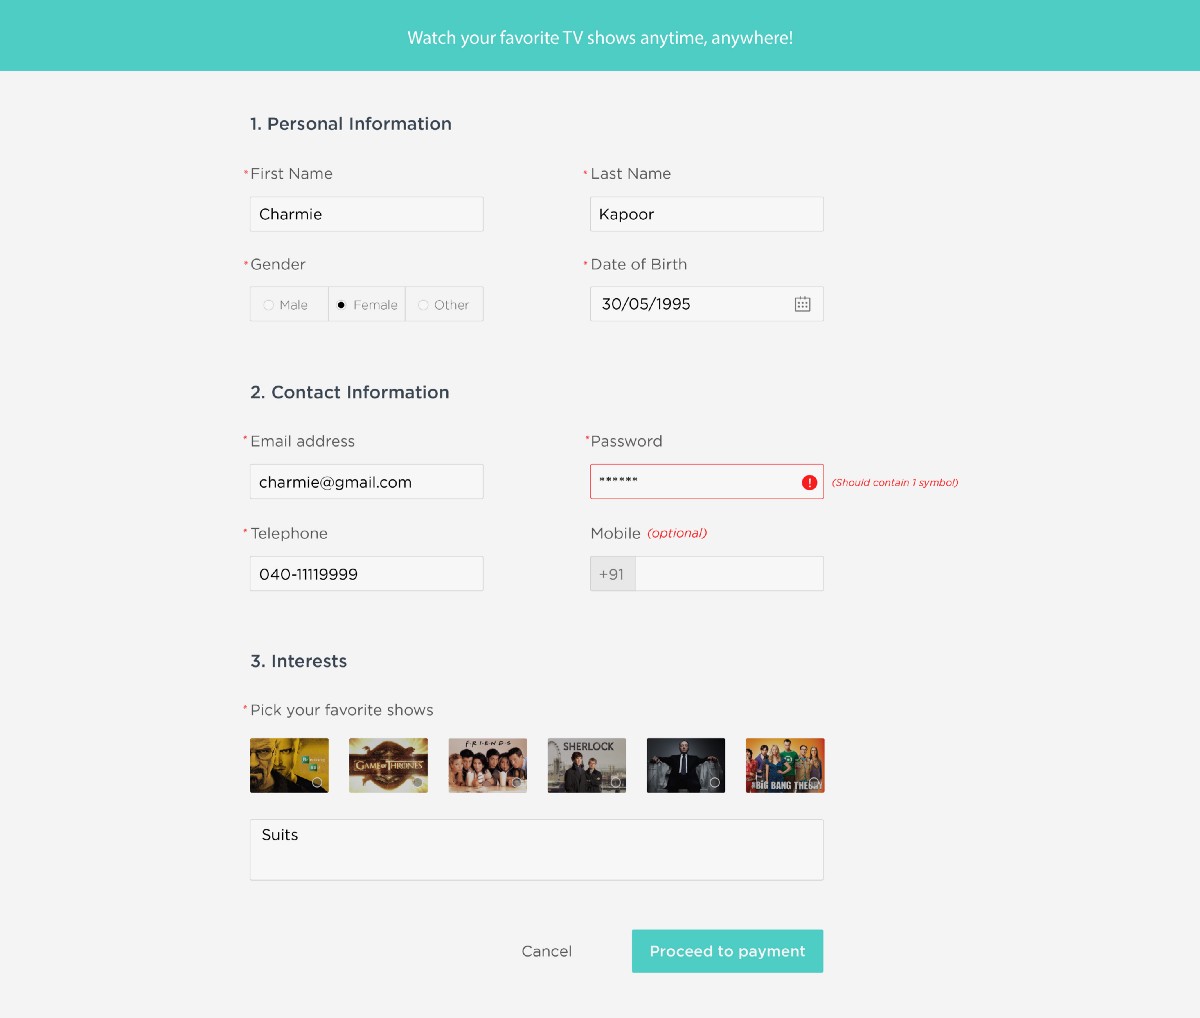 Watch your favorite TV shows anytime, anywhere!
1. Personal Information
*First Name
*Last Name
Charmie
Kapoor
*Gender
*Date of Birth
Male
Female
Other
30/05/1995
2. Contact Information
*Email address
*Password
charmie@gmail.com
******
(Should contain 1 symbol)
*Telephone
Mobile (optional)
040-11119999
+91
3. Interests
*Pick your favorite shows
GAME OF THRONES
FRIENDS
SHERLOCK
THE BIG BANG THEORY
Suits
Cancel
Proceed to payment